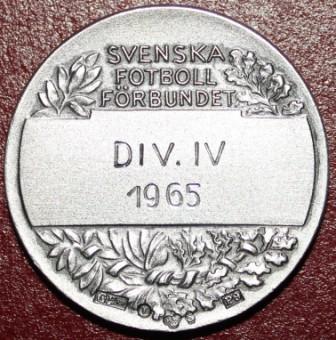 SVENSKA
FOTBOLL
FÖRBUNDET
DIV. IV
1965